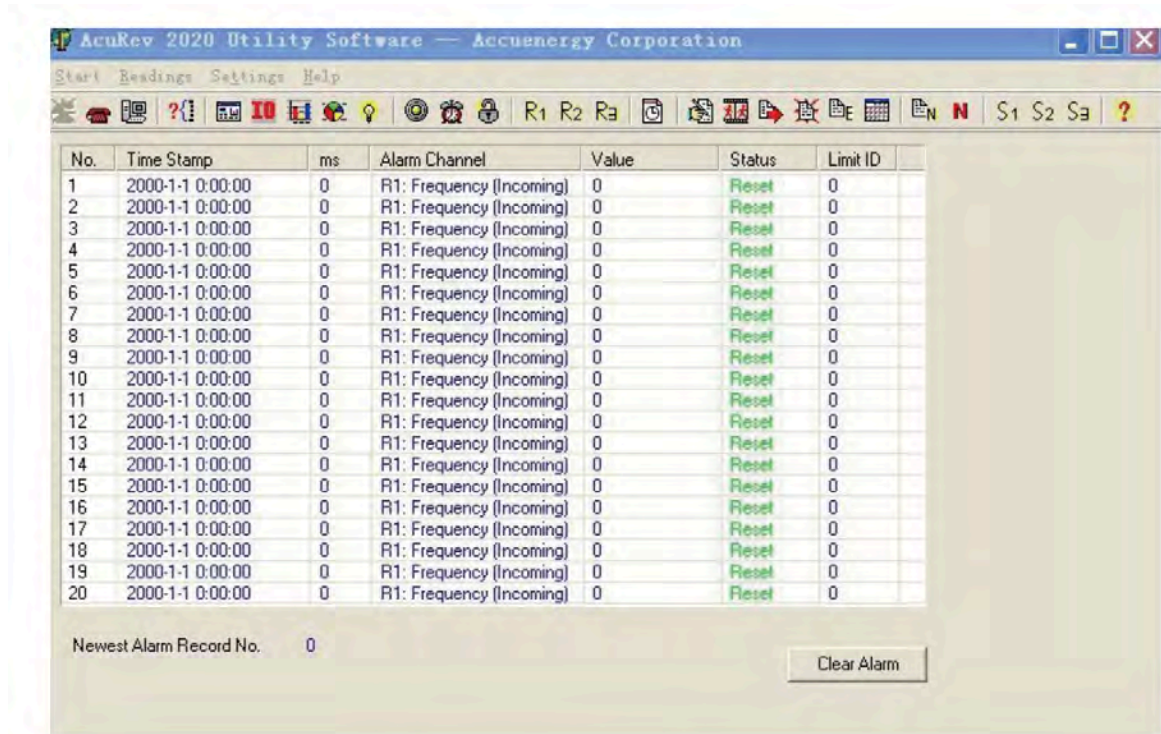 AcuRev 2020 Utility Software — Accuenergy Corporation
Start Readings Settings Help
?{} IO R1 R2 R3 E N N S1 S2 S3 ?
No. Time Stamp ms Alarm Channel Value Status Limit ID
1 2000-1-1 0:00:00 0 R1: Frequency (Incoming) 0 Reset 0
2 2000-1-1 0:00:00 0 R1: Frequency (Incoming) 0 Reset 0
3 2000-1-1 0:00:00 0 R1: Frequency (Incoming) 0 Reset 0
4 2000-1-1 0:00:00 0 R1: Frequency (Incoming) 0 Reset 0
5 2000-1-1 0:00:00 0 R1: Frequency (Incoming) 0 Reset 0
6 2000-1-1 0:00:00 0 R1: Frequency (Incoming) 0 Reset 0
7 2000-1-1 0:00:00 0 R1: Frequency (Incoming) 0 Reset 0
8 2000-1-1 0:00:00 0 R1: Frequency (Incoming) 0 Reset 0
9 2000-1-1 0:00:00 0 R1: Frequency (Incoming) 0 Reset 0
10 2000-1-1 0:00:00 0 R1: Frequency (Incoming) 0 Reset 0
11 2000-1-1 0:00:00 0 R1: Frequency (Incoming) 0 Reset 0
12 2000-1-1 0:00:00 0 R1: Frequency (Incoming) 0 Reset 0
13 2000-1-1 0:00:00 0 R1: Frequency (Incoming) 0 Reset 0
14 2000-1-1 0:00:00 0 R1: Frequency (Incoming) 0 Reset 0
15 2000-1-1 0:00:00 0 R1: Frequency (Incoming) 0 Reset 0
16 2000-1-1 0:00:00 0 R1: Frequency (Incoming) 0 Reset 0
17 2000-1-1 0:00:00 0 R1: Frequency (Incoming) 0 Reset 0
18 2000-1-1 0:00:00 0 R1: Frequency (Incoming) 0 Reset 0
19 2000-1-1 0:00:00 0 R1: Frequency (Incoming) 0 Reset 0
20 2000-1-1 0:00:00 0 R1: Frequency (Incoming) 0 Reset 0
Newest Alarm Record No. 0
Clear Alarm